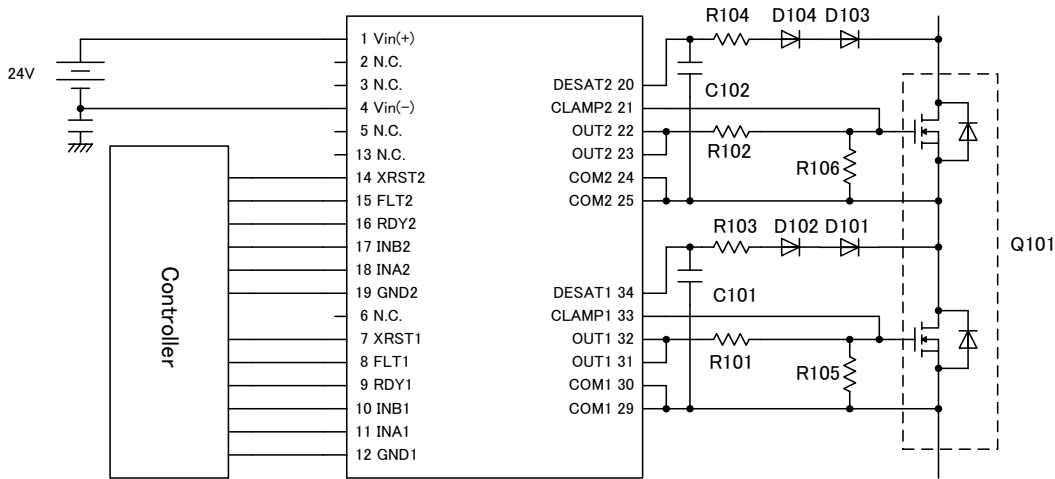 24V
1 Vin(+)
2 N.C.
3 N.C.
4 Vin(-)
5 N.C.
13 N.C.
14 XRST2
15 FLT2
16 RDY2
17 INB2
18 INA2
19 GND2
6 N.C.
7 XRST1
8 FLT1
9 RDY1
10 INB1
11 INA1
12 GND1
Controller
DESAT2 20
CLAMP2 21
OUT2 22
OUT2 23
COM2 24
COM2 25
DESAT1 34
CLAMP1 33
OUT1 32
OUT1 31
COM1 30
COM1 29
R104 D104 D103
C102
R102
R106
R103 D102 D101
C101
R101
R105
Q101